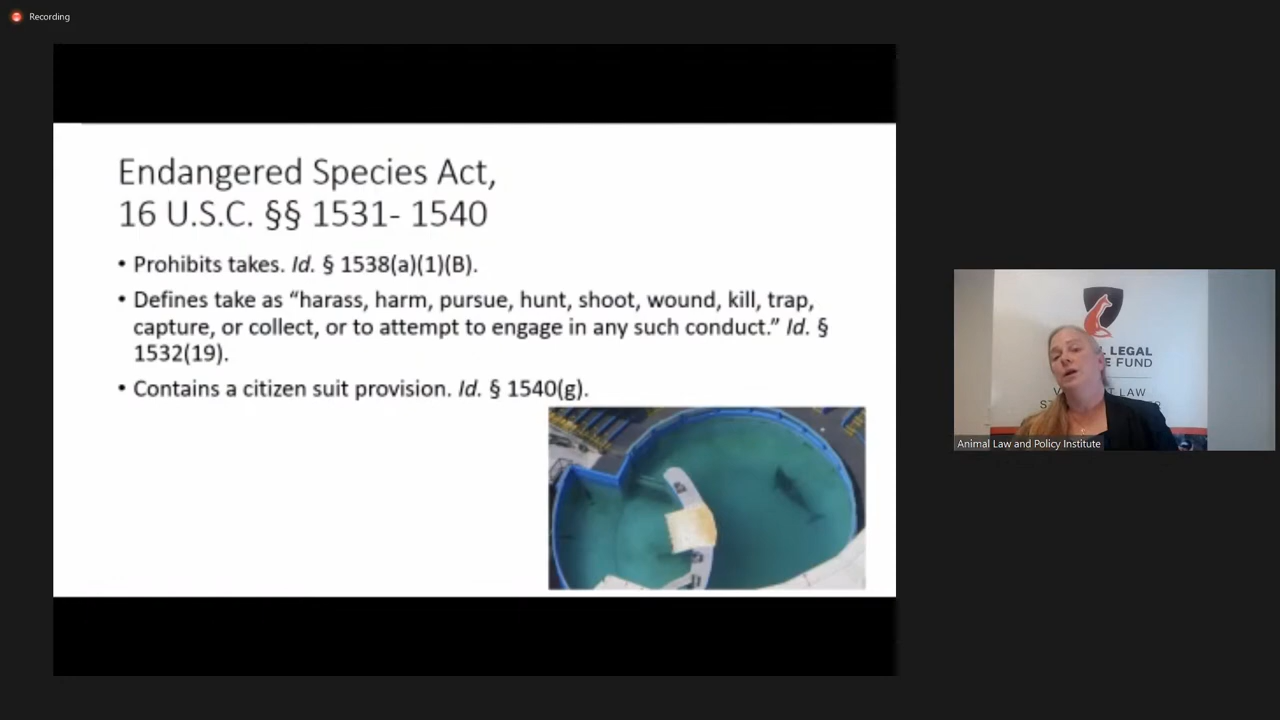 Recording
Endangered Species Act,
16 U.S.C. §§ 1531- 1540
• Prohibits takes. Id. § 1538(a)(1)(B).
• Defines take as “harass, harm, pursue, hunt, shoot, wound, kill, trap,
capture, or collect, or to attempt to engage in any such conduct.” Id. §
1532(19).
• Contains a citizen suit provision. Id. § 1540(g).
LEGAL
FUND
LAW
Animal Law and Policy Institute